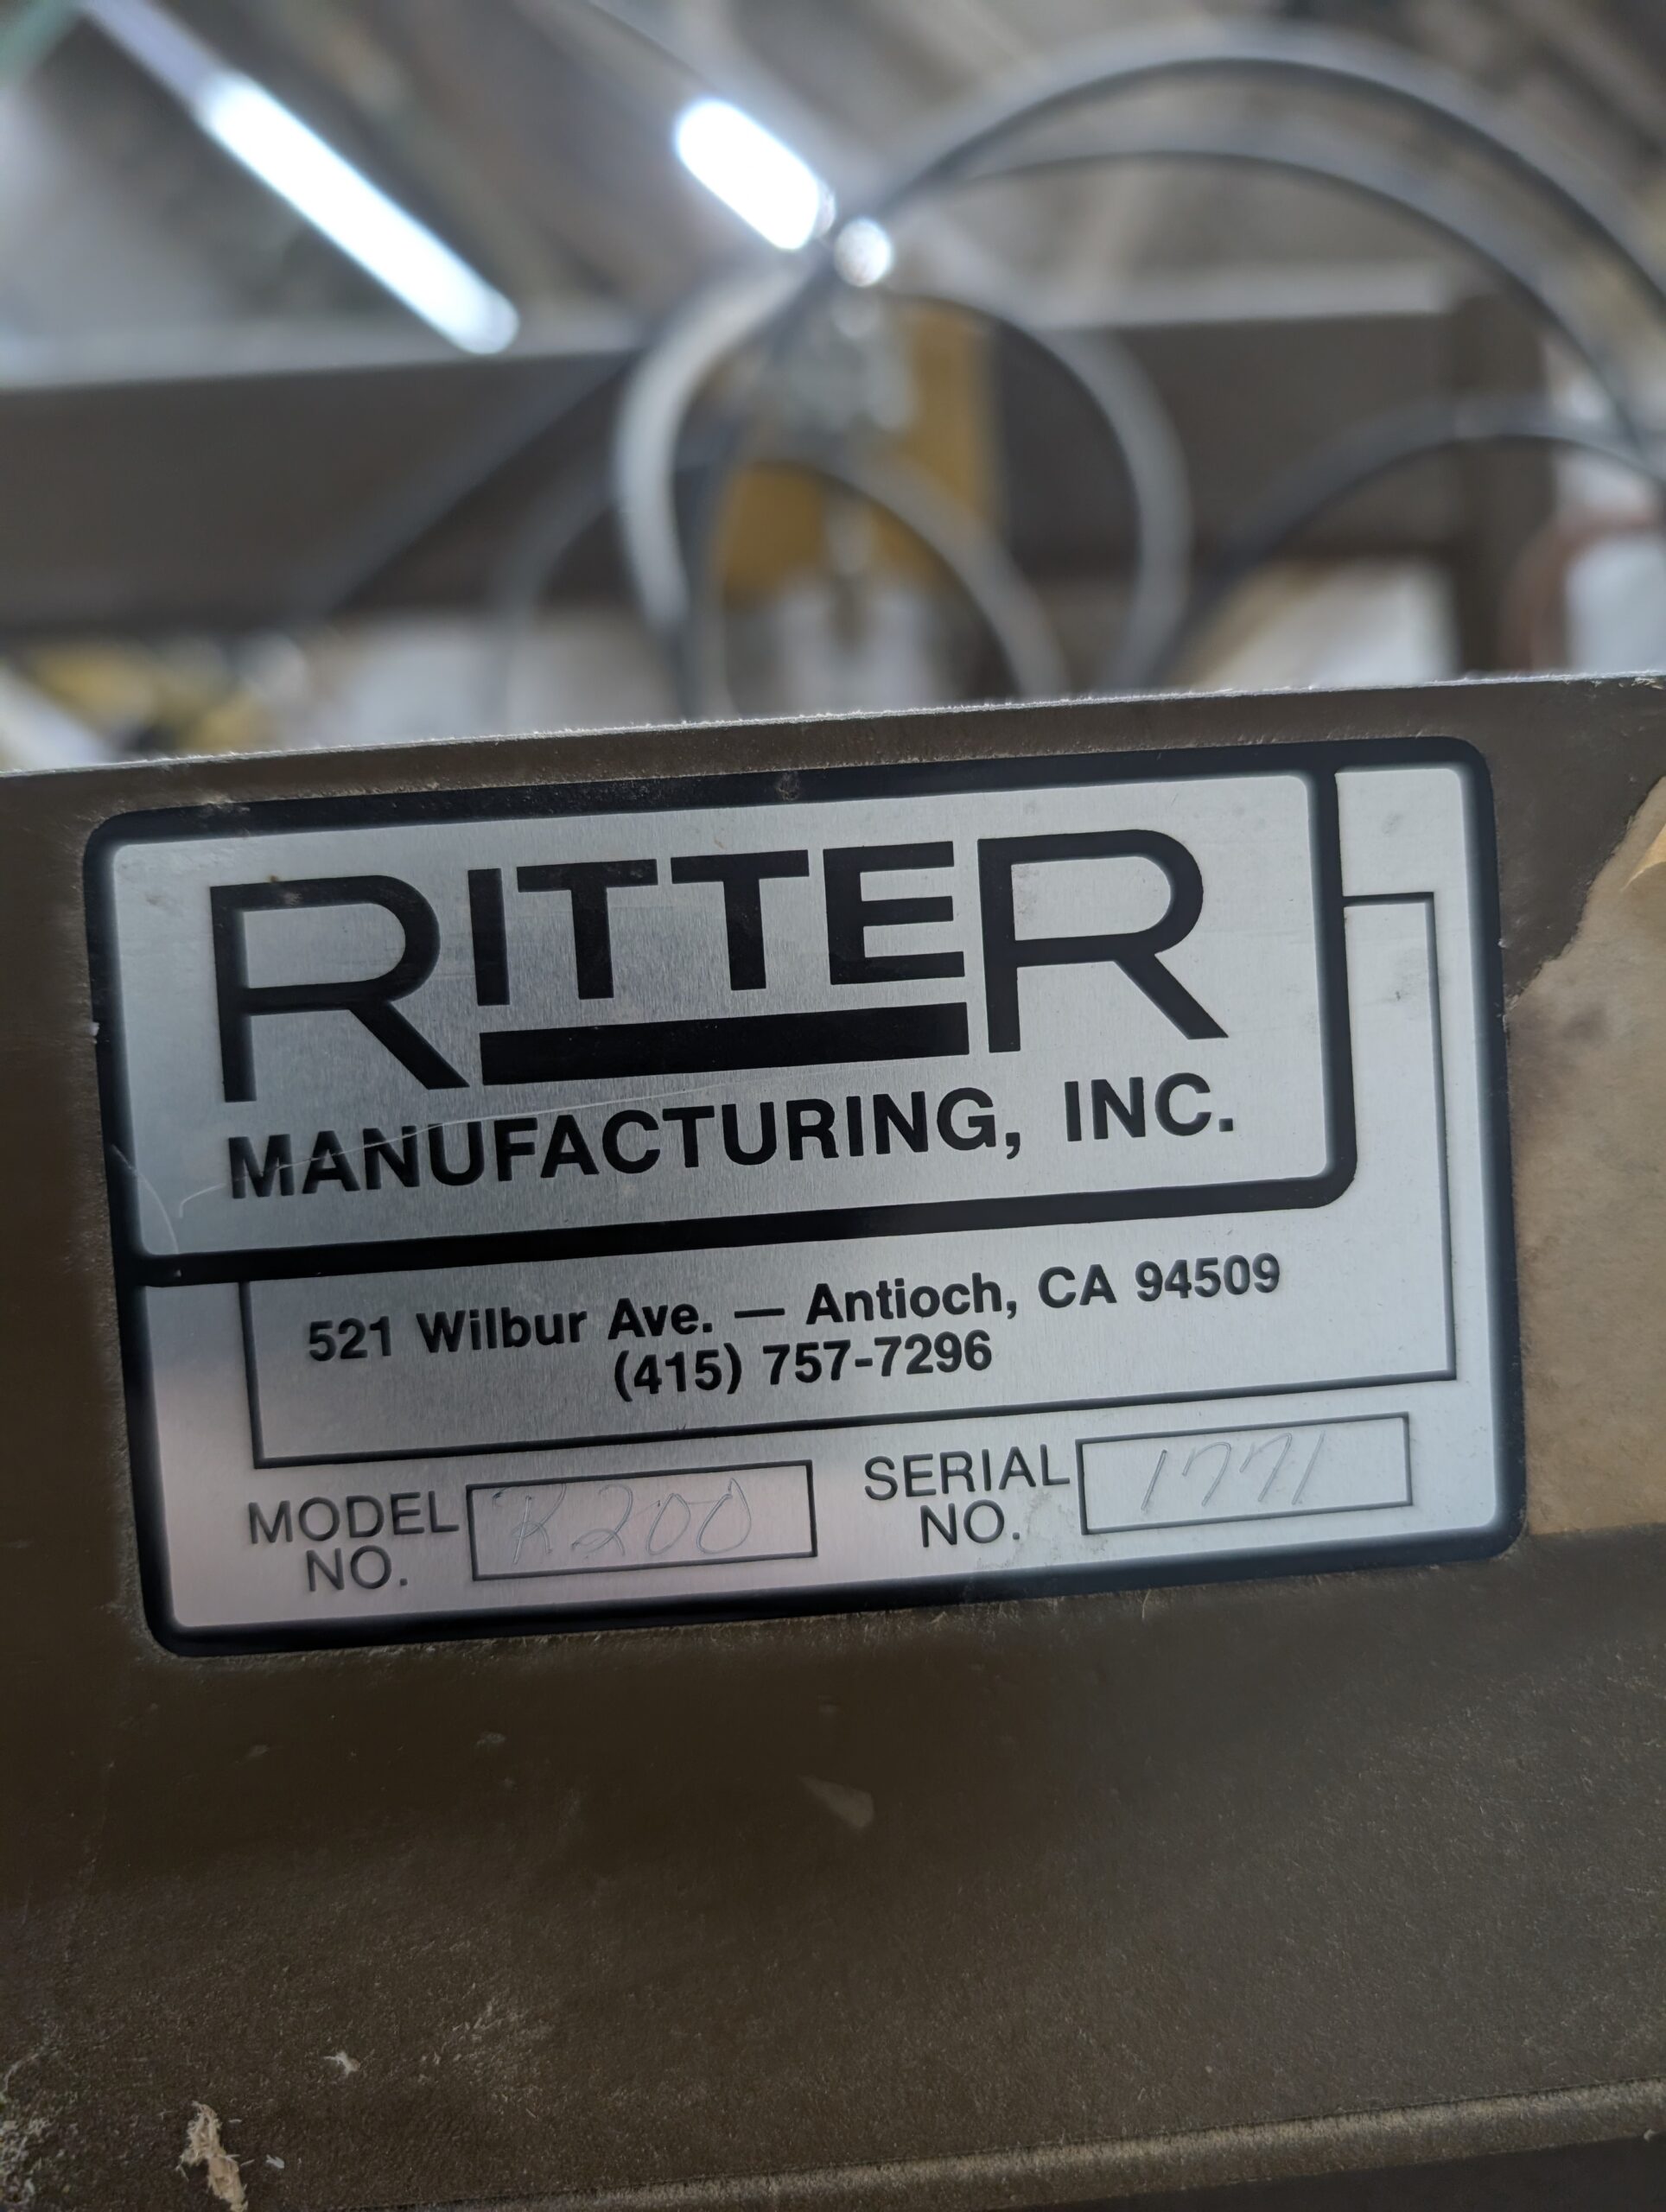 RITTER
MANUFACTURING, INC.
521 Wilbur Ave. — Antioch, CA 94509
(415) 757-7296
MODEL NO. R200
SERIAL NO. 1771